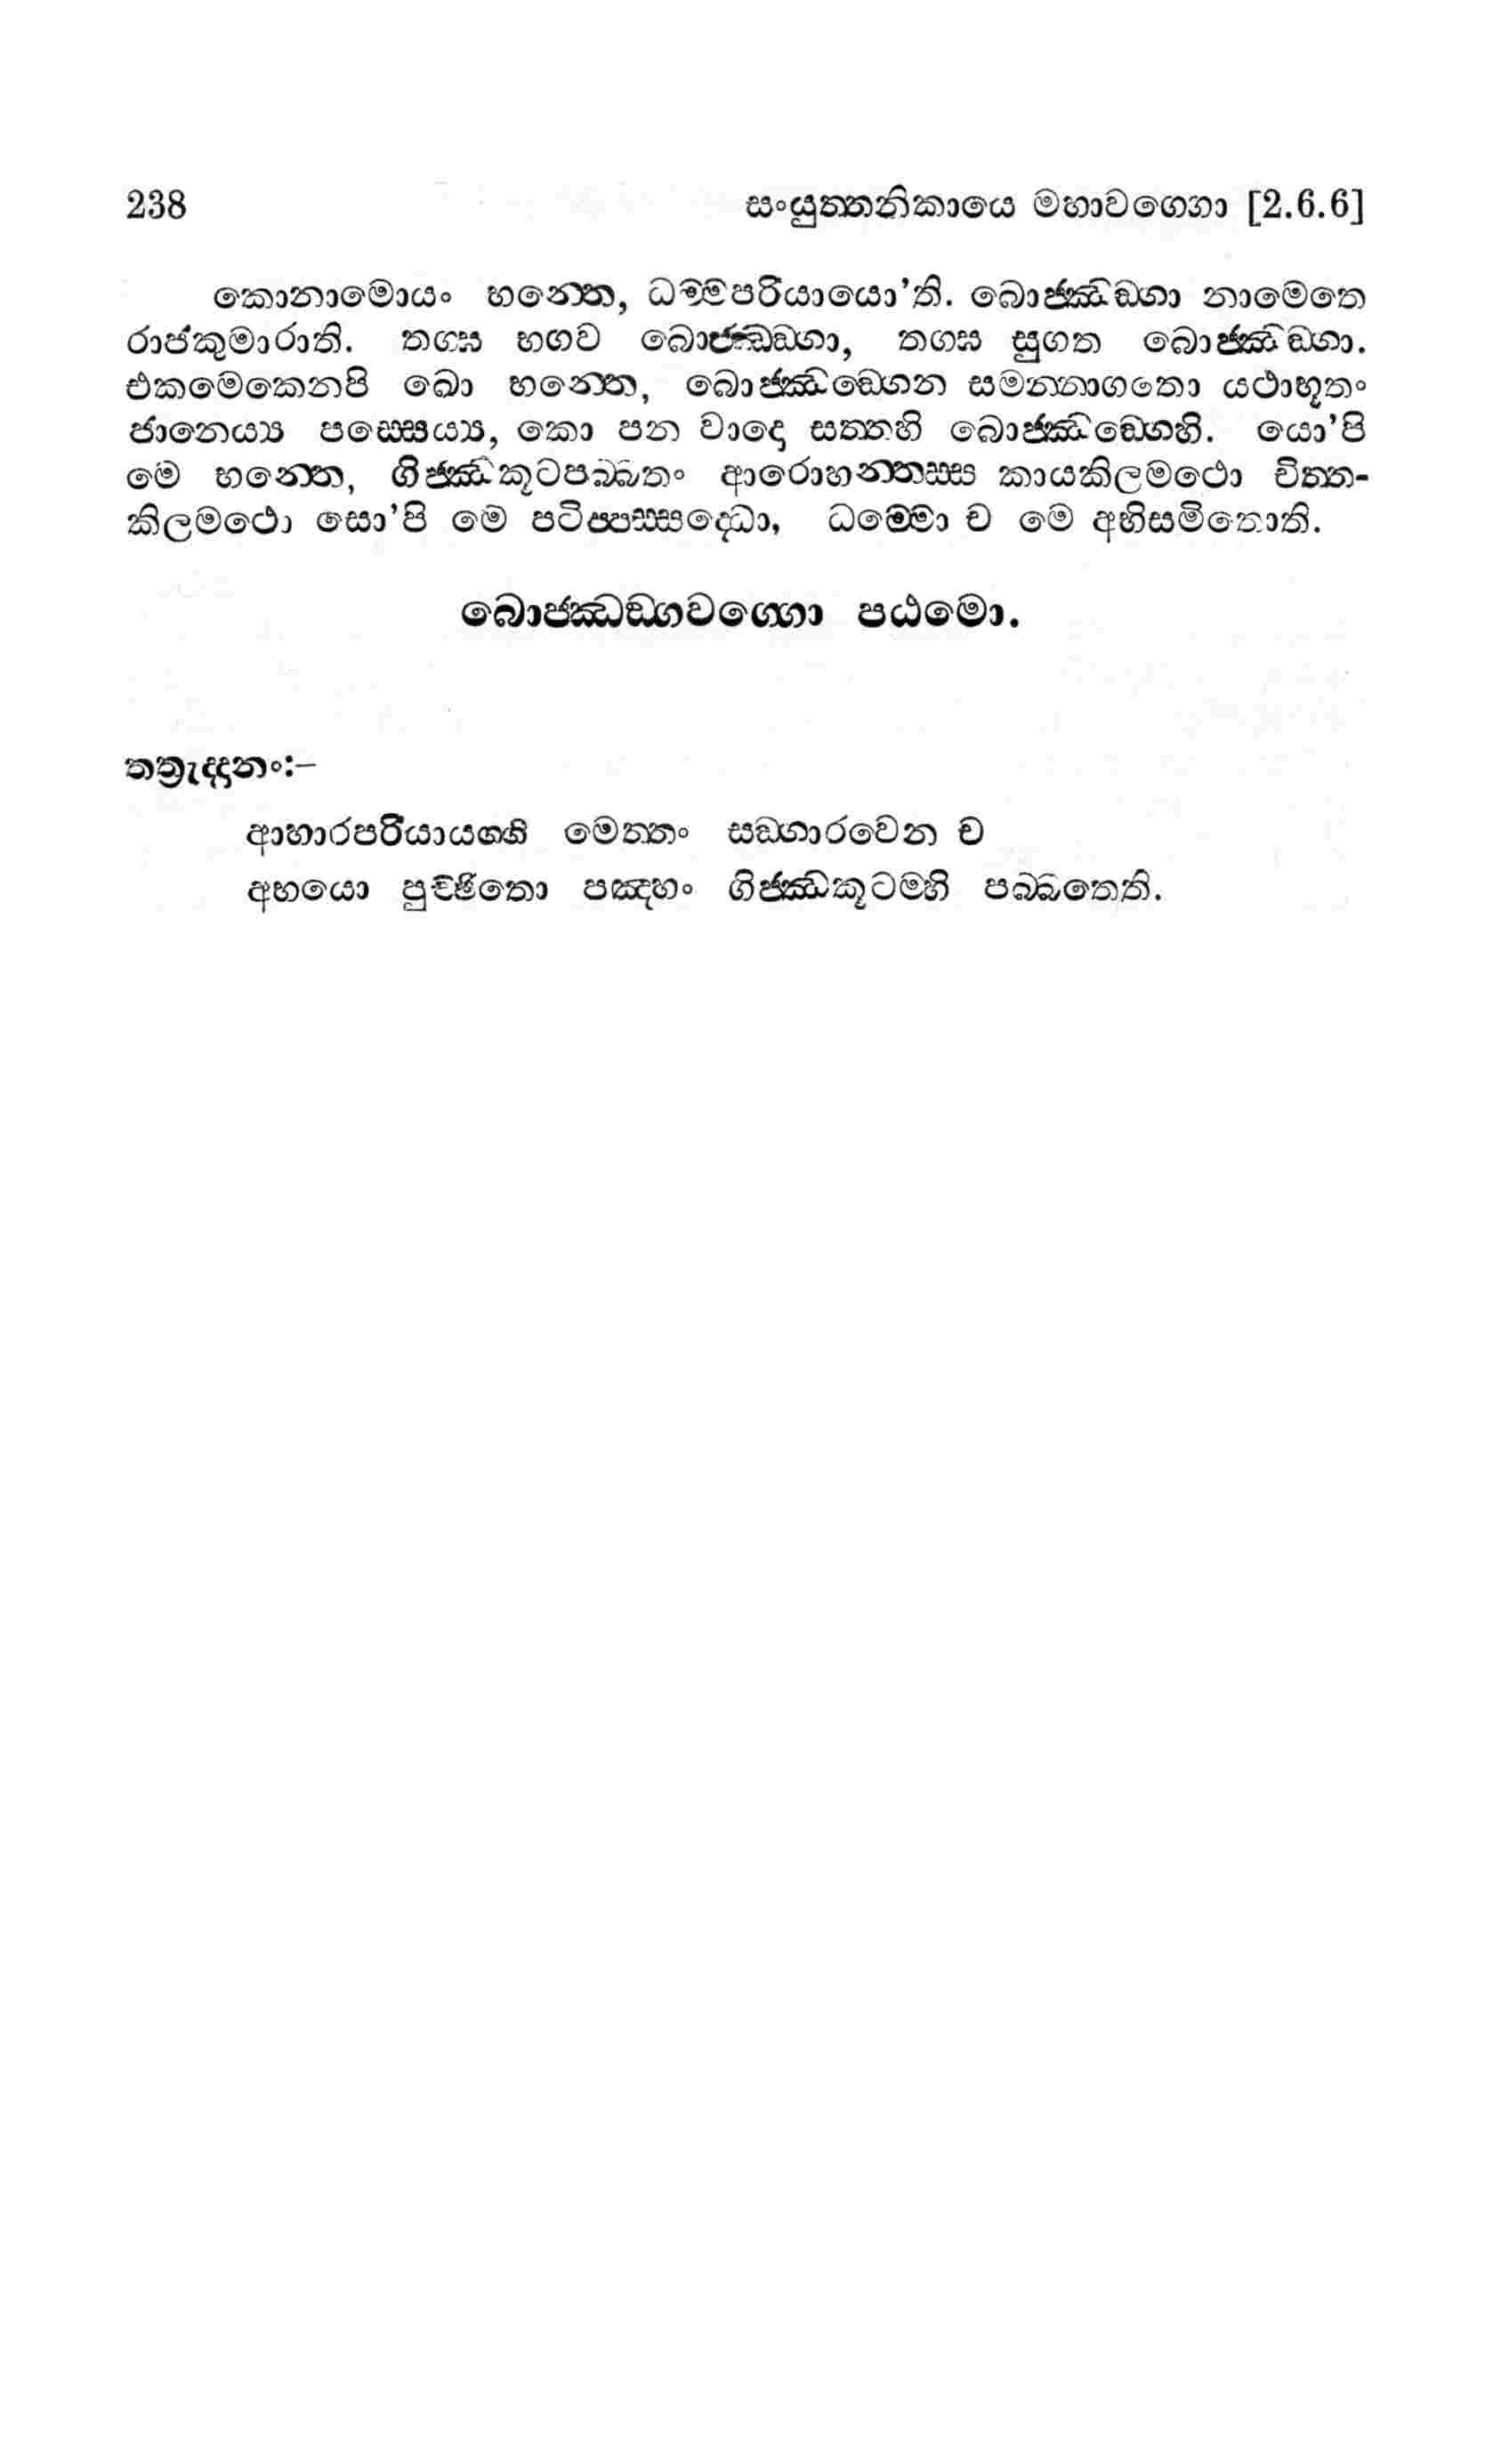 238 සංයුත්තනිකායෙ මහාවග්ගො [2.6.6]
කොනාමොයං භන්තෙ, ධම්මපරියායො'ති. බොජ්ඣඞ්ගා නාමෙතෙ
රාජකුමාරාති. තග්ඝ භගව බොජ්ඣඞ්ගා, තග්ඝ සුගත බොජ්ඣඞ්ගා.
එකමෙකෙනපි ඛො භන්තෙ, බොජ්ඣඞ්ගෙන සමන්නාගතො යථාභූතං
ජානෙය්‍ය පස්සෙය්‍ය, කො පන වාදො සත්තහි බොජ්ඣඞ්ගෙහි. යො'පි
මෙ භන්තෙ, ගිජ්ඣකූටපබ්බතං ආරොහන්තස්ස කායකිලමථො චිත්ත-
කිලමථො සො'පි මෙ පටිප්පස්සද්ධො, ධම්මො ච මෙ අභිසමිතොති.
බොජ්ඣඞ්ගවග්ගො පඨමො.
තත්‍රුද්දානං:–
ආහාරපරියායග්ගි මෙත්තං සඞ්ගාරවෙන ච
අභයො පුච්ඡිතො පඤ්හං ගිජ්ඣකූටම්හි පබ්බතෙති.